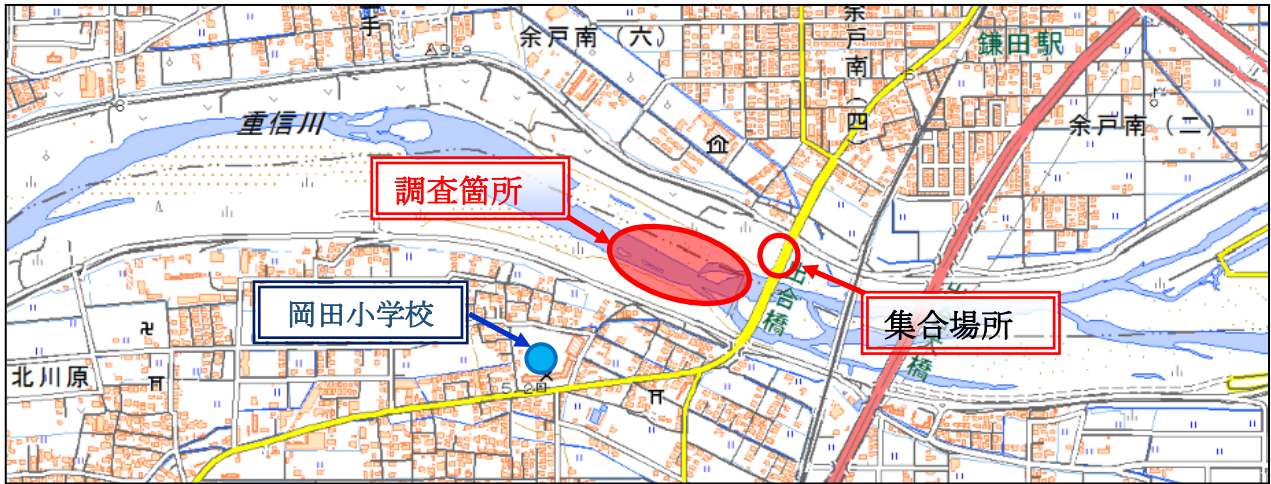 余戸南（六）
余戸南（四）
鎌田駅
余戸南（二）
重信川
調査箇所
岡田小学校
集合場所
出合橋
北川原